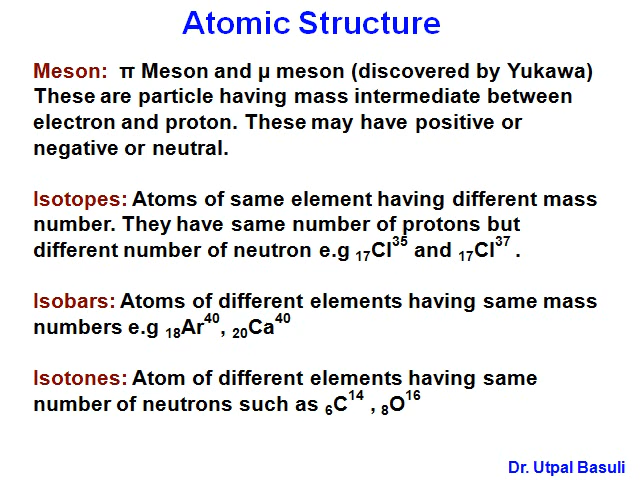 Atomic Structure
Meson: π Meson and μ meson (discovered by Yukawa)
These are particle having mass intermediate between
electron and proton. These may have positive or
negative or neutral.
Isotopes: Atoms of same element having different mass
number. They have same number of protons but
different number of neutron e.g ₁₇Cl³⁵ and ₁₇Cl³⁷ .
Isobars: Atoms of different elements having same mass
numbers e.g ₁₈Ar⁴⁰, ₂₀Ca⁴⁰
Isotones: Atom of different elements having same
number of neutrons such as ₆C¹⁴ , ₈O¹⁶
Dr. Utpal Basuli